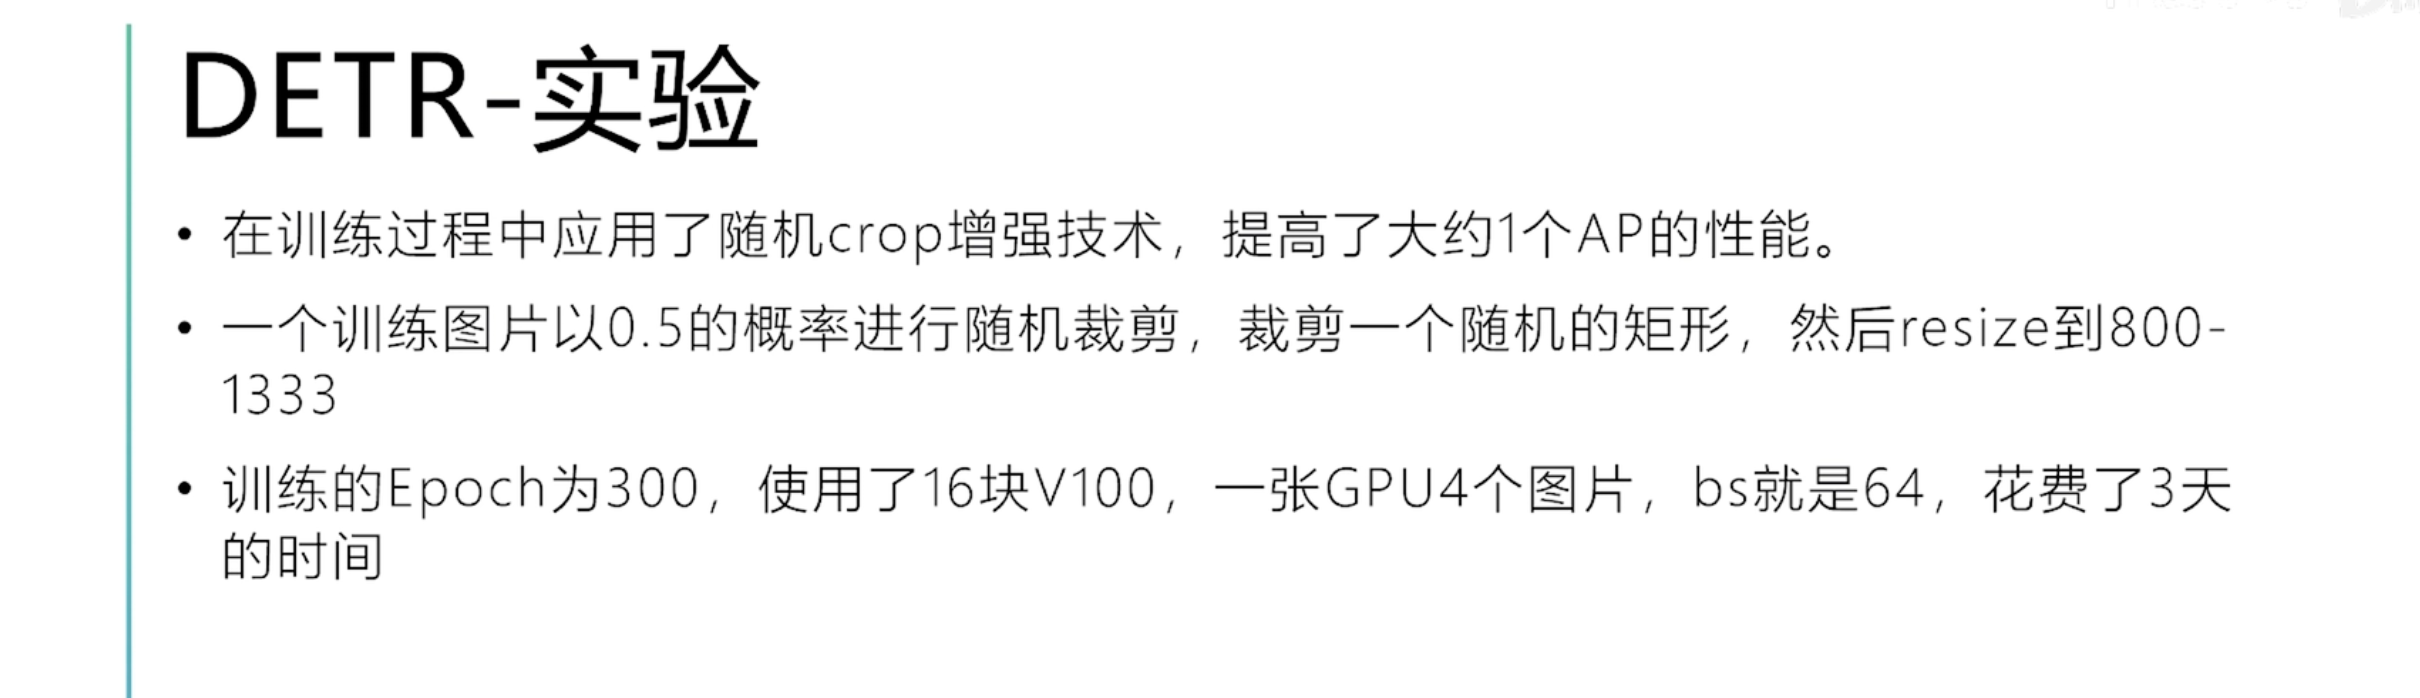 DETR-实验
• 在训练过程中应用了随机crop增强技术，提高了大约1个AP的性能。
• 一个训练图片以0.5的概率进行随机裁剪，裁剪一个随机的矩形，然后resize到800-
1333
• 训练的Epoch为300，使用了16块V100，一张GPU4个图片，bs就是64，花费了3天
的时间